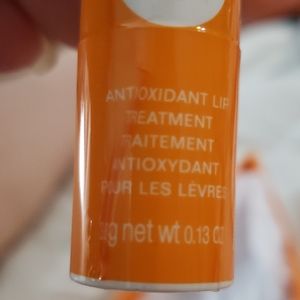 ANTIOXIDANT LIP
TREATMENT
TRAITEMENT
ANTIOXYDANT
POUR LES LÈVRES
net wt 0.13